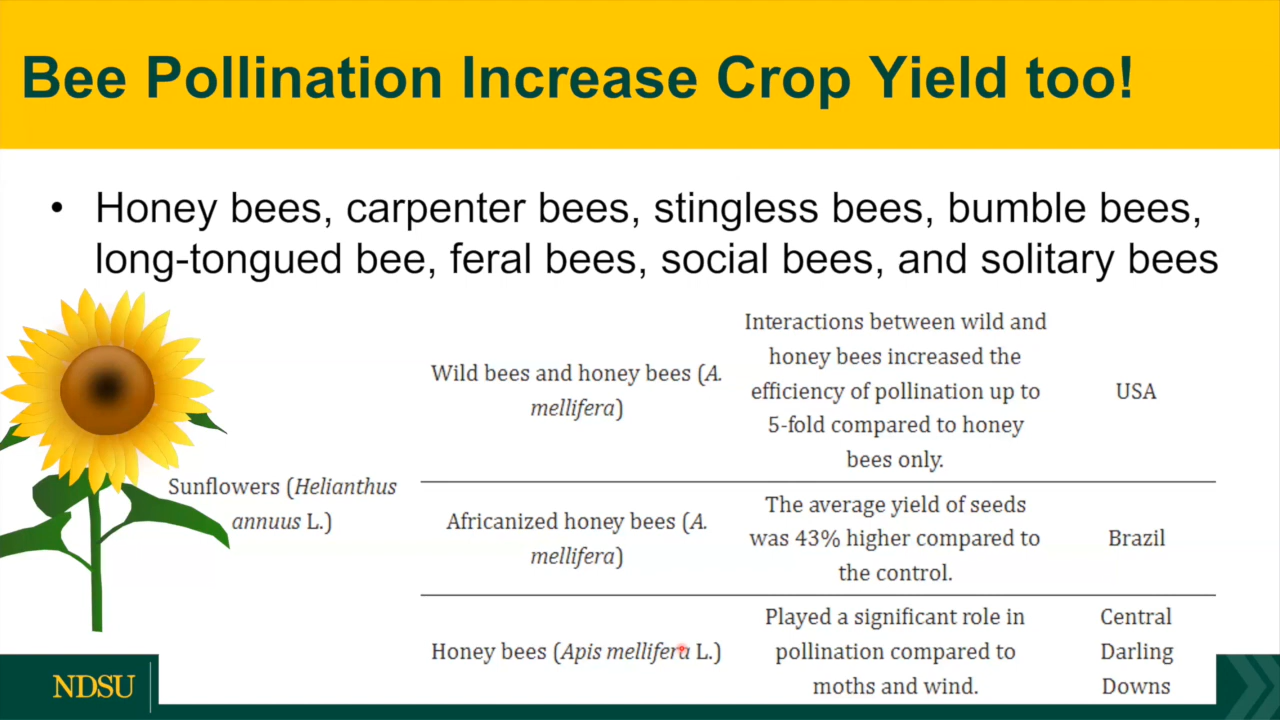 Bee Pollination Increase Crop Yield too!
• Honey bees, carpenter bees, stingless bees, bumble bees,
long-tongued bee, feral bees, social bees, and solitary bees
Sunflowers (Helianthus
annuus L.)
Wild bees and honey bees (A.
mellifera)
Interactions between wild and
honey bees increased the
efficiency of pollination up to
5-fold compared to honey
bees only.
USA
Africanized honey bees (A.
mellifera)
The average yield of seeds
was 43% higher compared to
the control.
Brazil
Honey bees (Apis mellifera L.)
Played a significant role in
pollination compared to
moths and wind.
Central
Darling
Downs
NDSU